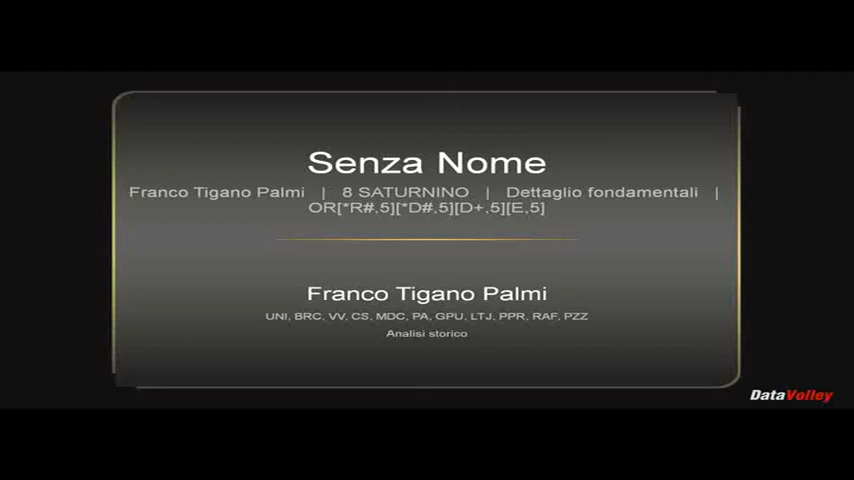 Senza Nome
Franco Tigano Palmi | 8 SATURNINO | Dettaglio fondamentali |
OR[*R#,5][*D#,5][D+,5][E,5]
Franco Tigano Palmi
UNI, BRC, VV, CS, MDC, PA, GPU, LTJ, PPR, RAF, PZZ
Analisi storico
DataVolley